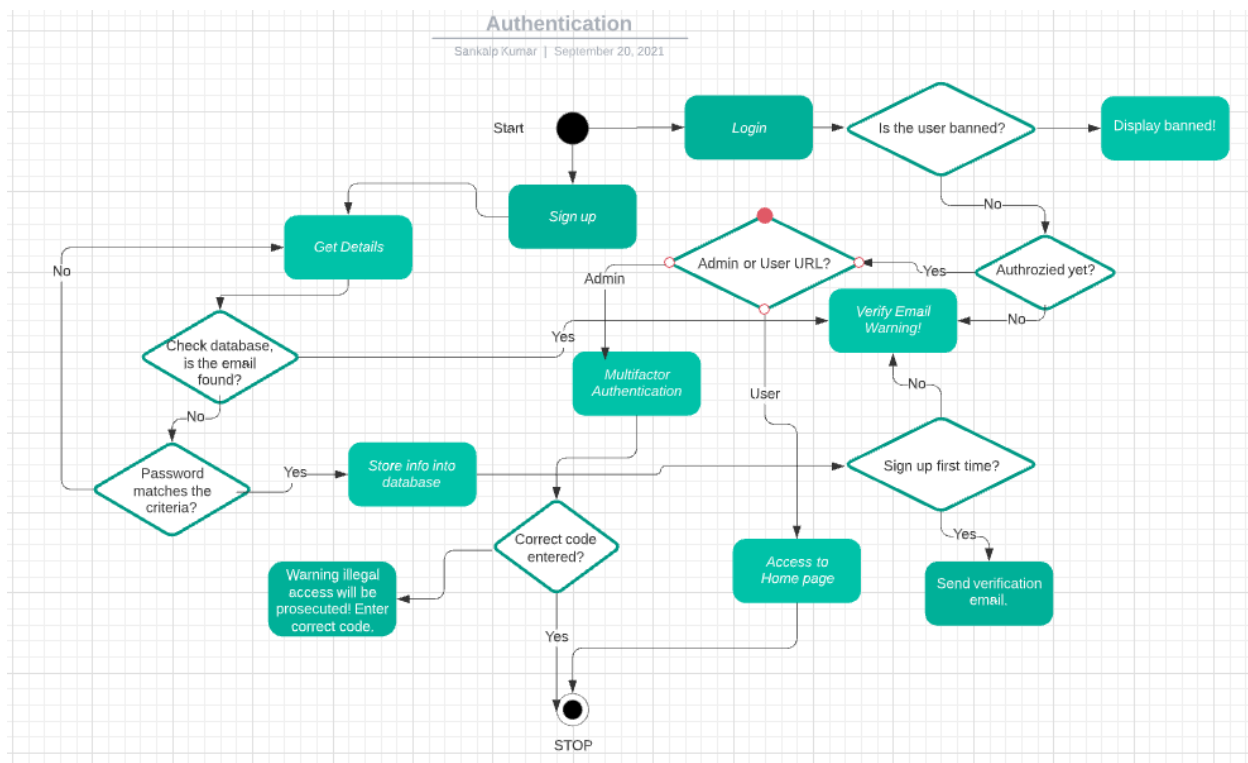 Authentication
Sankalp Kumar | September 20, 2021
Start
Login
Is the user banned?
Display banned!
Sign up
No
Get Details
Admin or User URL?
Yes
Authrozied yet?
No
Admin
Verify Email
Warning!
No
Yes
Check database,
is the email
found?
Multifactor
Authentication
No
User
No
Password
matches the
criteria?
Yes
Store info into
database
Sign up first time?
Correct code
entered?
Yes
Access to
Home page
Warning illegal
access will be
prosecuted! Enter
correct code.
Send verification
email.
Yes
STOP